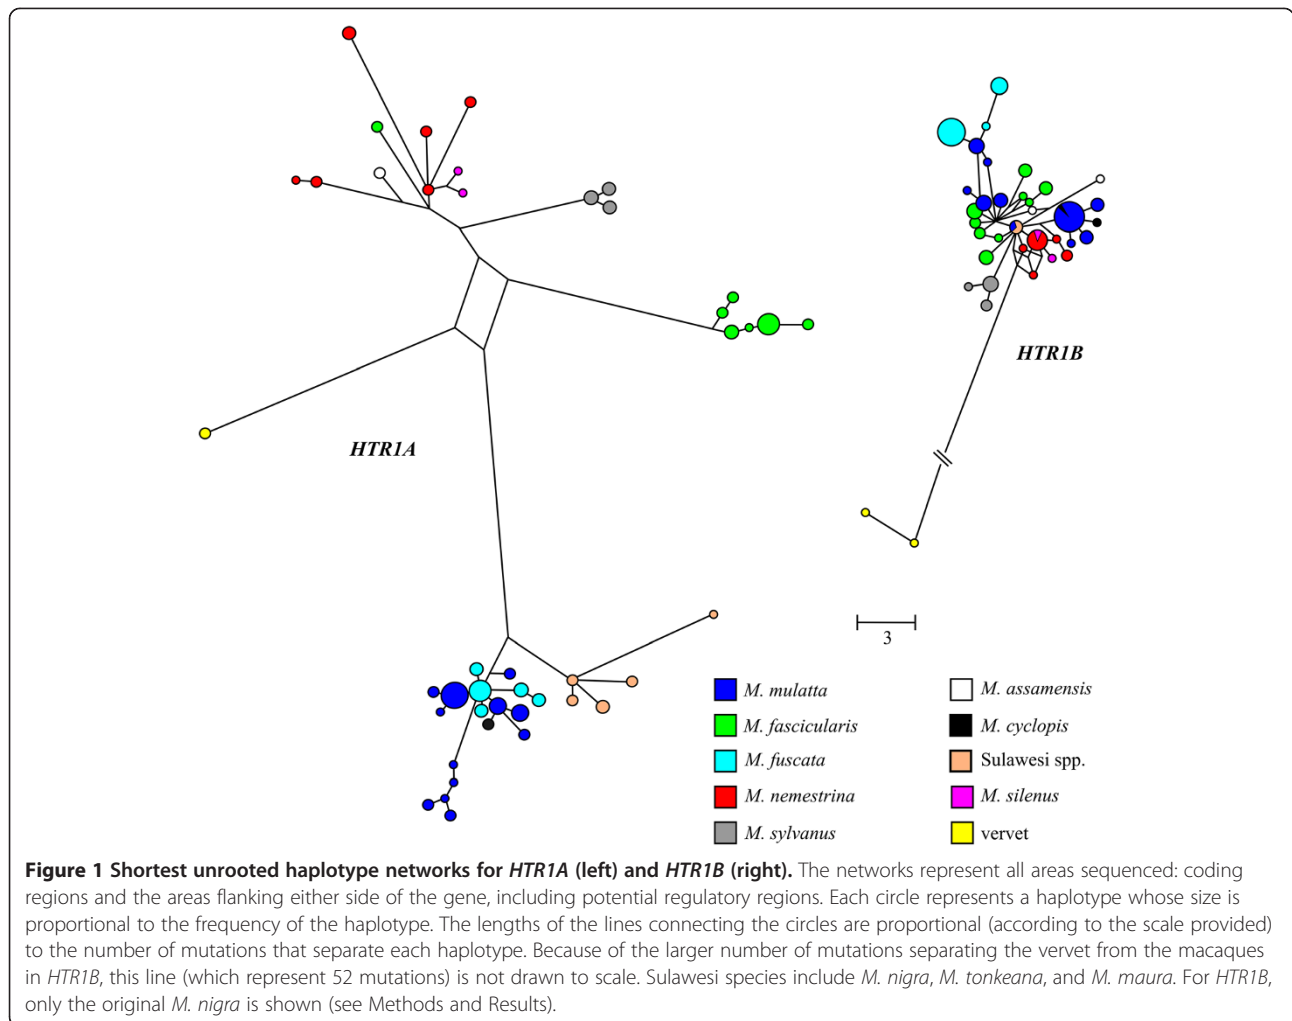 HTR1A
HTR1B
3
M. mulatta
M. fascicularis
M. fuscata
M. nemestrina
M. sylvanus
M. assamensis
M. cyclopis
Sulawesi spp.
M. silenus
vervet
Figure 1 Shortest unrooted haplotype networks for HTR1A (left) and HTR1B (right). The networks represent all areas sequenced: coding
regions and the areas flanking either side of the gene, including potential regulatory regions. Each circle represents a haplotype whose size is
proportional to the frequency of the haplotype. The lengths of the lines connecting the circles are proportional (according to the scale provided)
to the number of mutations that separate each haplotype. Because of the larger number of mutations separating the vervet from the macaques
in HTR1B, this line (which represent 52 mutations) is not drawn to scale. Sulawesi species include M. nigra, M. tonkeana, and M. maura. For HTR1B,
only the original M. nigra is shown (see Methods and Results).